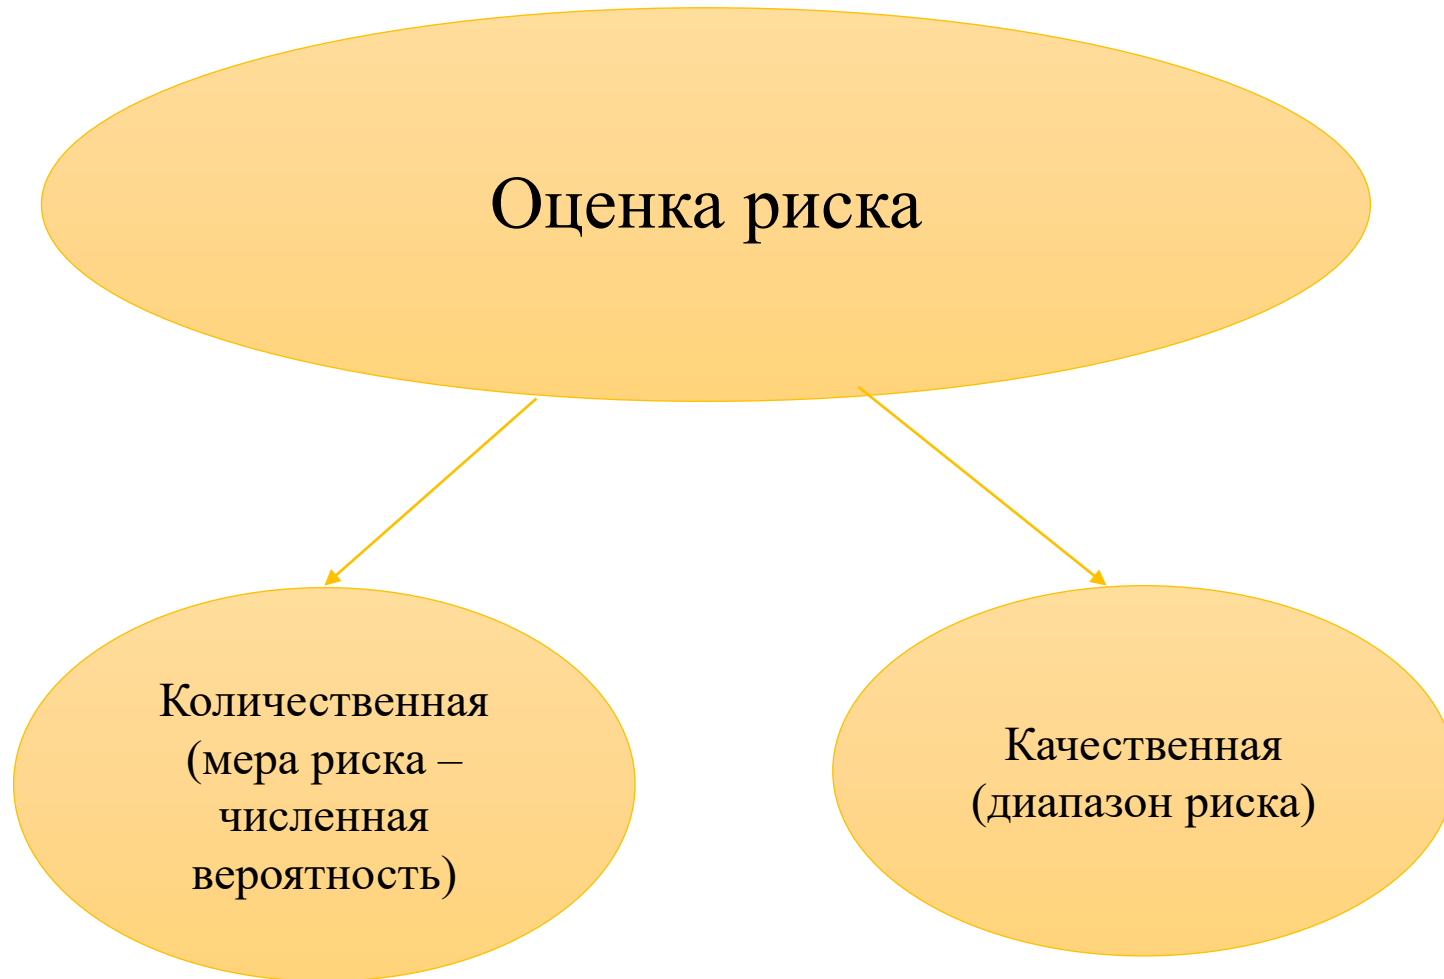 Оценка риска
Количественная
(мера риска –
численная
вероятность)
Качественная
(диапазон риска)